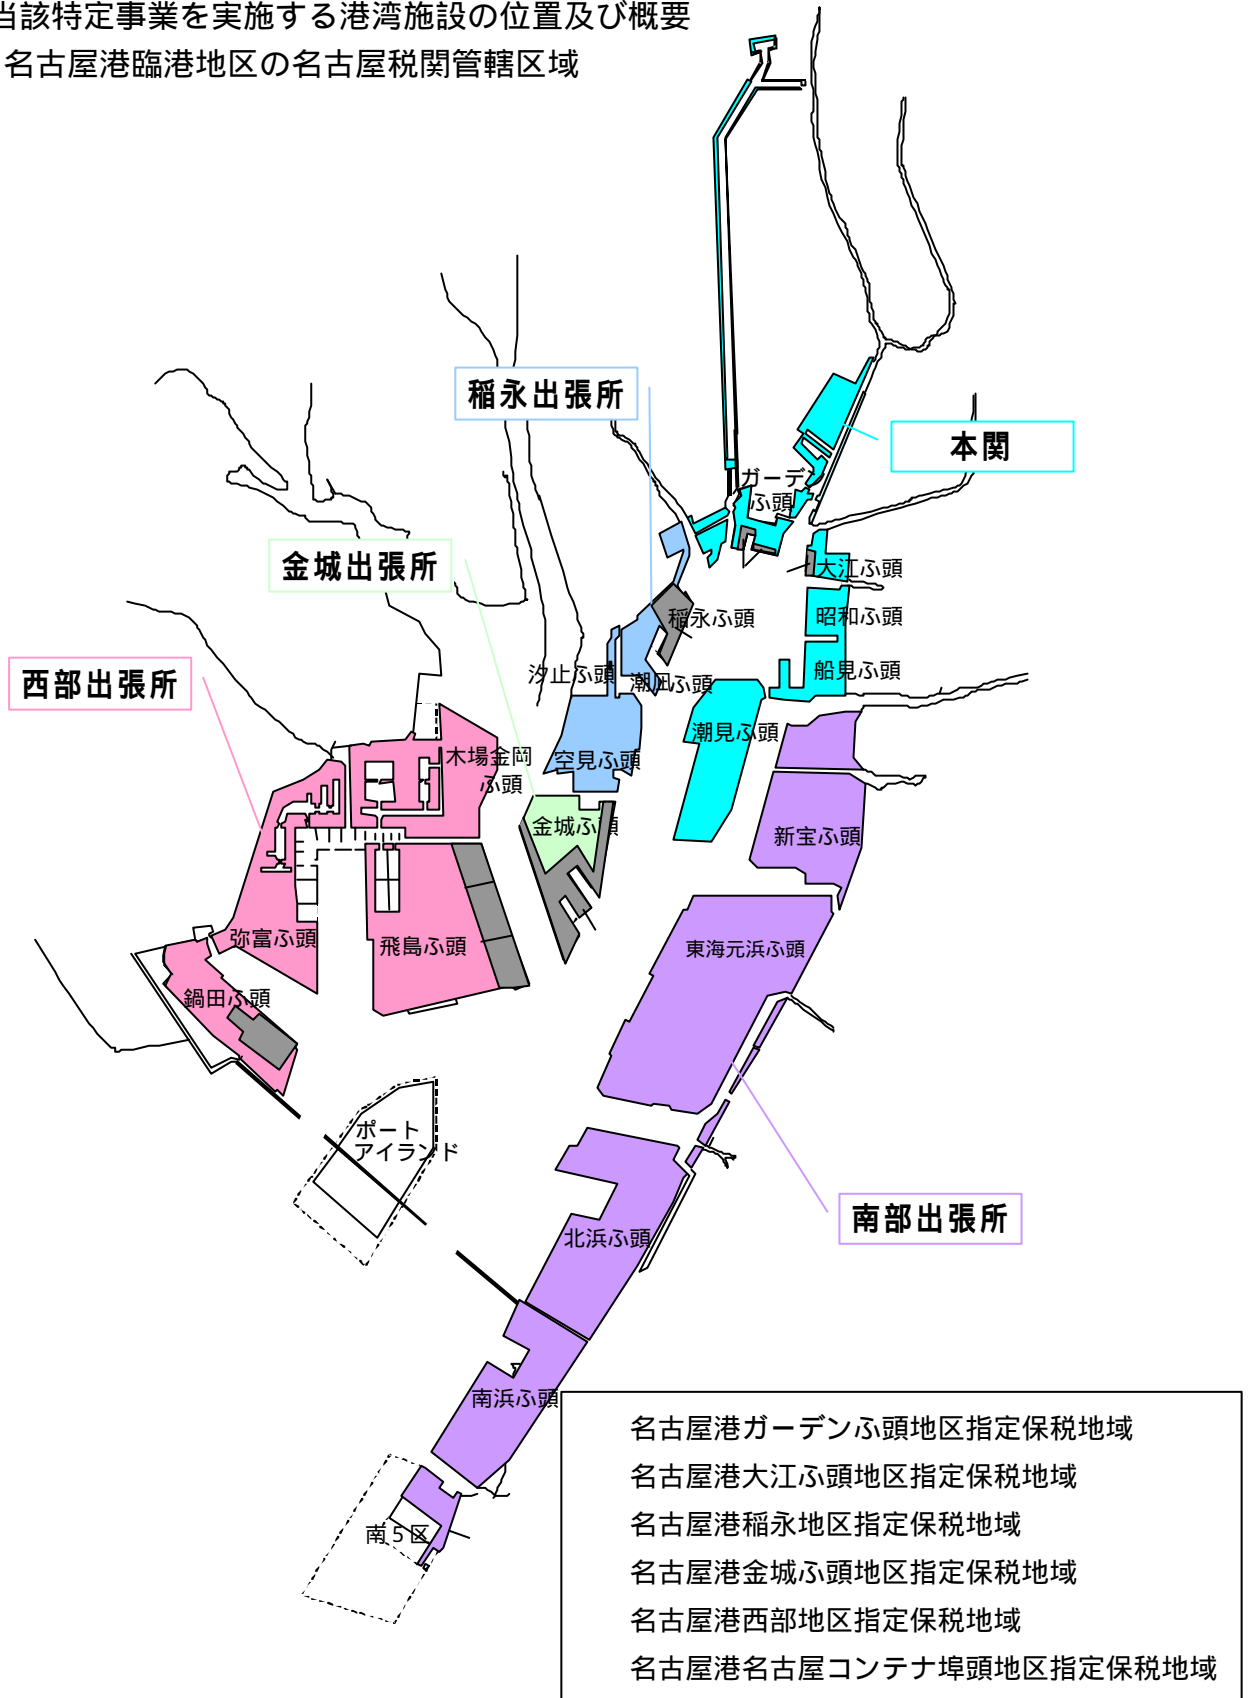 当該特定事業を実施する港湾施設の位置及び概要
名古屋港臨港地区の名古屋税関管轄区域
稲永出張所
本関
ガーデン
ふ頭
金城出張所
大江ふ頭
稲永ふ頭
昭和ふ頭
西部出張所
汐止ふ頭
潮凪ふ頭
船見ふ頭
潮見ふ頭
木場金岡
ふ頭
空見ふ頭
金城ふ頭
新宝ふ頭
弥富ふ頭
飛島ふ頭
東海元浜ふ頭
鍋田ふ頭
ポート
アイランド
南部出張所
北浜ふ頭
南浜ふ頭
南5区
名古屋港ガーデンふ頭地区指定保税地域
名古屋港大江ふ頭地区指定保税地域
名古屋港稲永地区指定保税地域
名古屋港金城ふ頭地区指定保税地域
名古屋港西部地区指定保税地域
名古屋港名古屋コンテナ埠頭地区指定保税地域